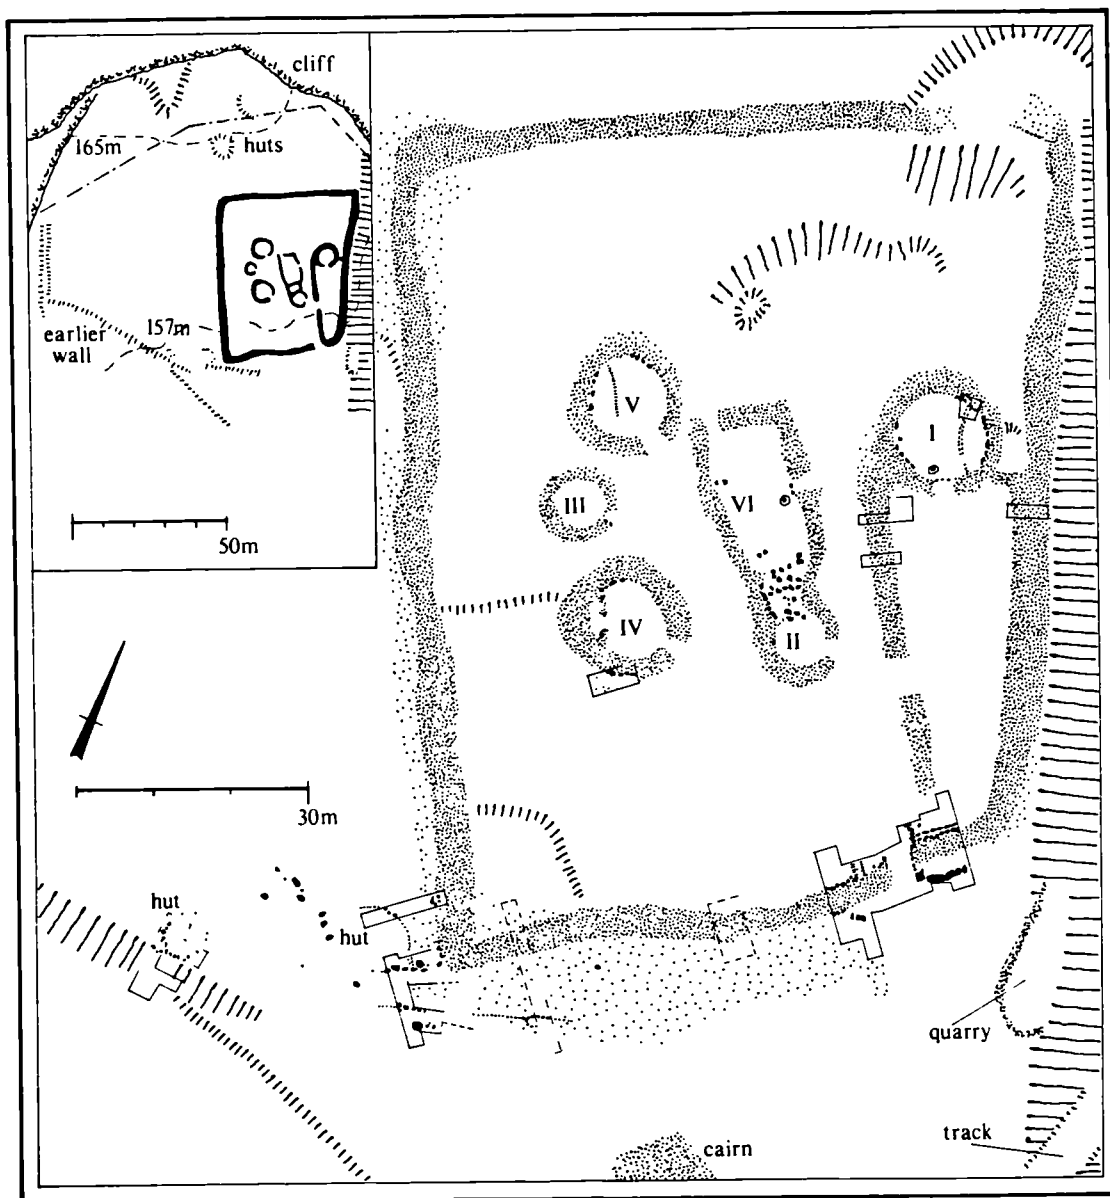 cliff
165m
huts
earlier
wall
157m
50m
V
I
III
VI
IV
II
30m
hut
hut
quarry
track
cairn